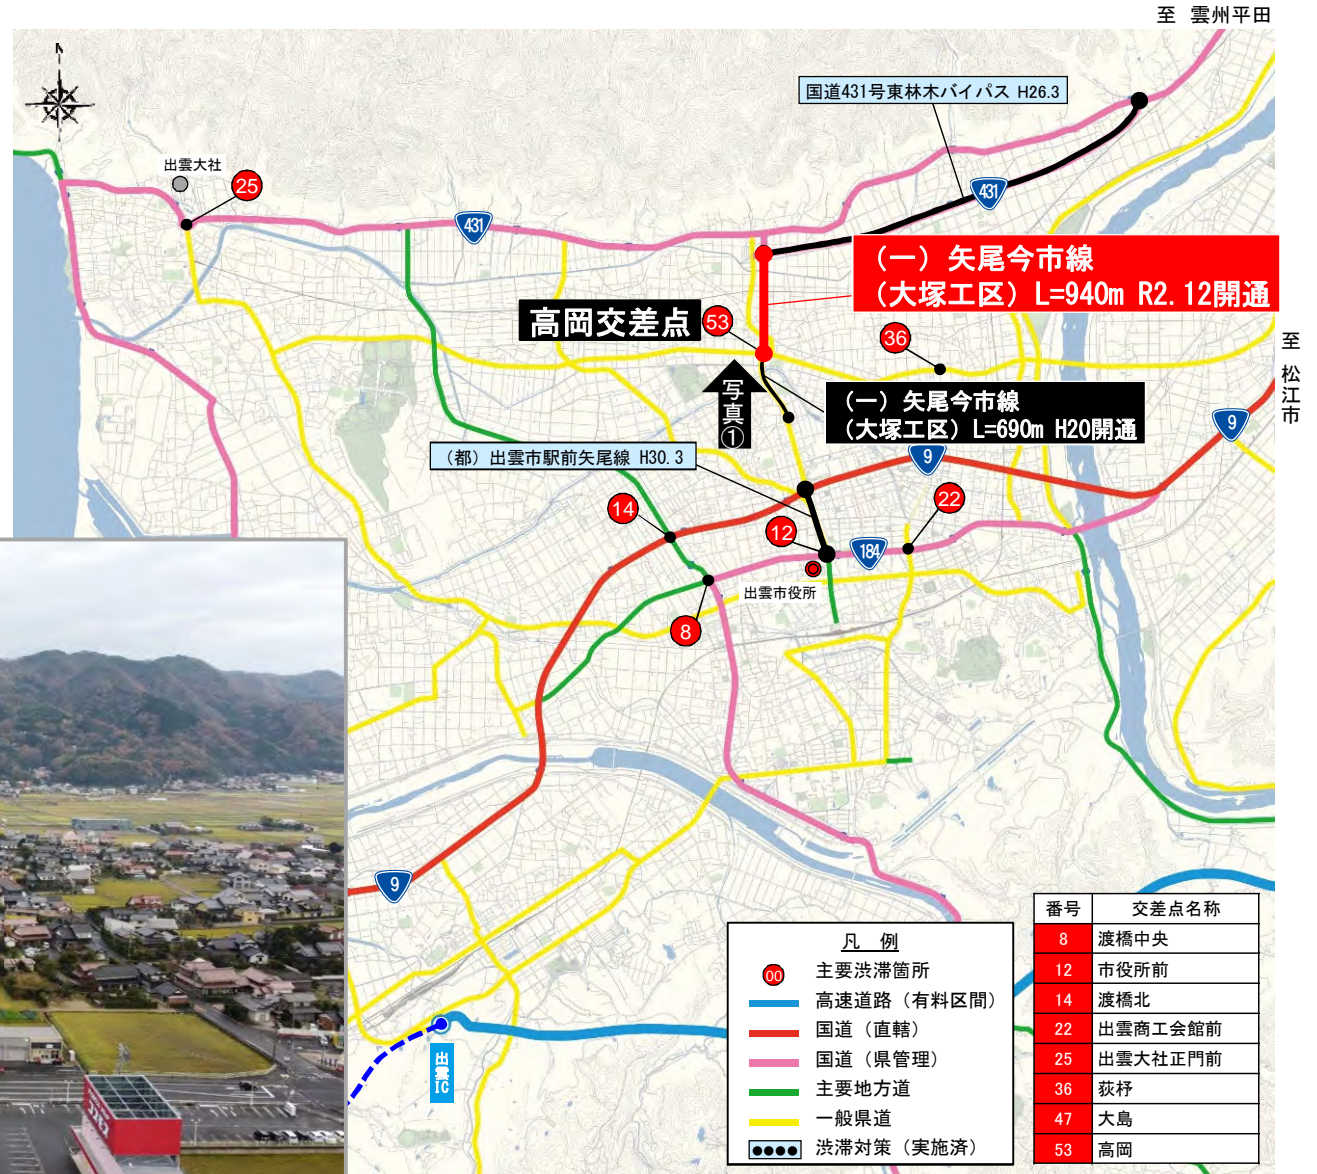 至 雲州平田
N
国道431号東林木バイパス H26.3
出雲大社
25
431
431
(一) 矢尾今市線
(大塚工区) L=940m R2.12開通
高岡交差点
53
36
至 松江市
写真①
(一) 矢尾今市線
(大塚工区) L=690m H20開通
9
(都) 出雲市駅前矢尾線 H30.3
9
14
22
12
184
出雲市役所
8
9
出雲IC
コスモス
凡 例
00 主要渋滞箇所
高速道路（有料区間）
国道（直轄）
国道（県管理）
主要地方道
一般県道
渋滞対策（実施済）
番号 交差点名称
8 渡橋中央
12 市役所前
14 渡橋北
22 出雲商工会館前
25 出雲大社正門前
36 荻杼
47 大島
53 高岡